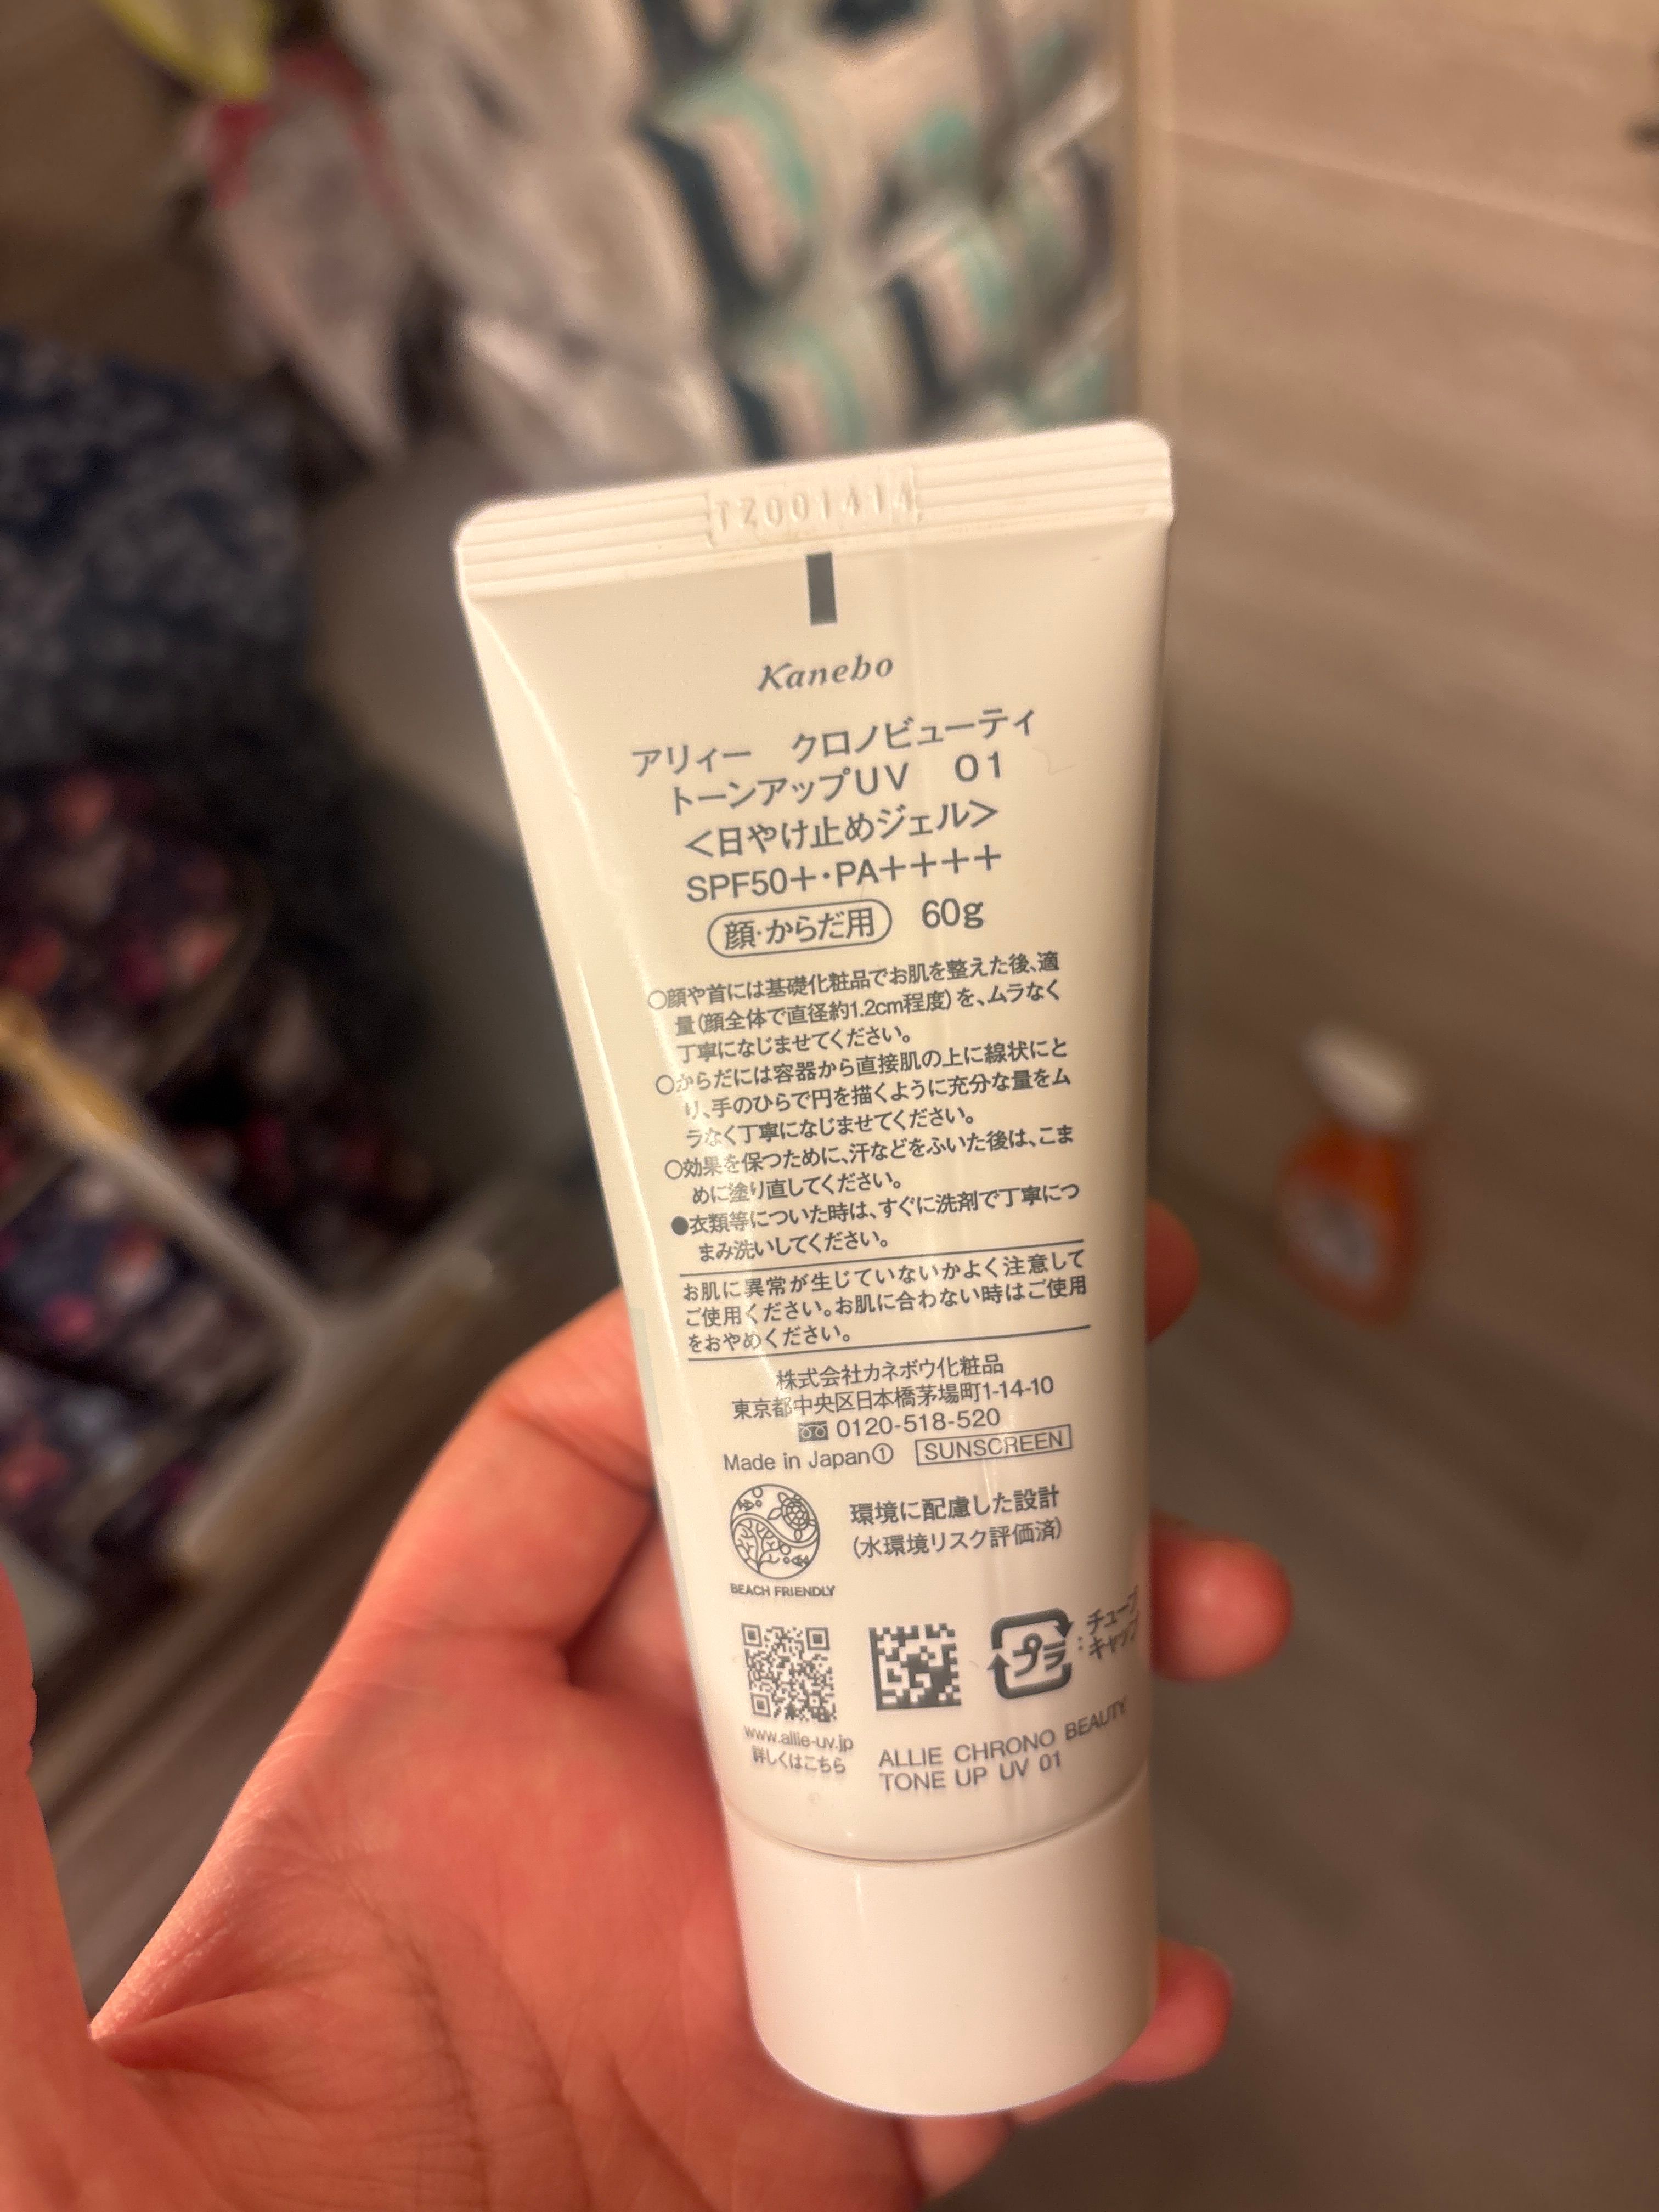 TZ001414
Kanebo
アリィー クロノビューティ
トーンアップUV 01
＜日やけ止めジェル＞
SPF50＋・PA＋＋＋＋
顔・からだ用 60g
○顔や首には基礎化粧品でお肌を整えた後、適
量(顔全体で直径約1.2cm程度)を、ムラなく
丁寧になじませてください。
○からだには容器から直接肌の上に線状にと
り、手のひらで円を描くように充分な量をム
ラなく丁寧になじませてください。
○効果を保つために、汗などをふいた後は、こま
めに塗り直してください。
●衣類等についた時は、すぐに洗剤で丁寧につ
まみ洗いしてください。
お肌に異常が生じていないかよく注意して
ご使用ください。お肌に合わない時はご使用
をおやめください。
株式会社カネボウ化粧品
東京都中央区日本橋茅場町1-14-10
0120-518-520
Made in Japan① SUNSCREEN
環境に配慮した設計
(水環境リスク評価済)
BEACH FRIENDLY
プラ : チューブ
キャップ
www.allie-uv.jp
詳しくはこちら
ALLIE CHRONO BEAUTY
TONE UP UV 01